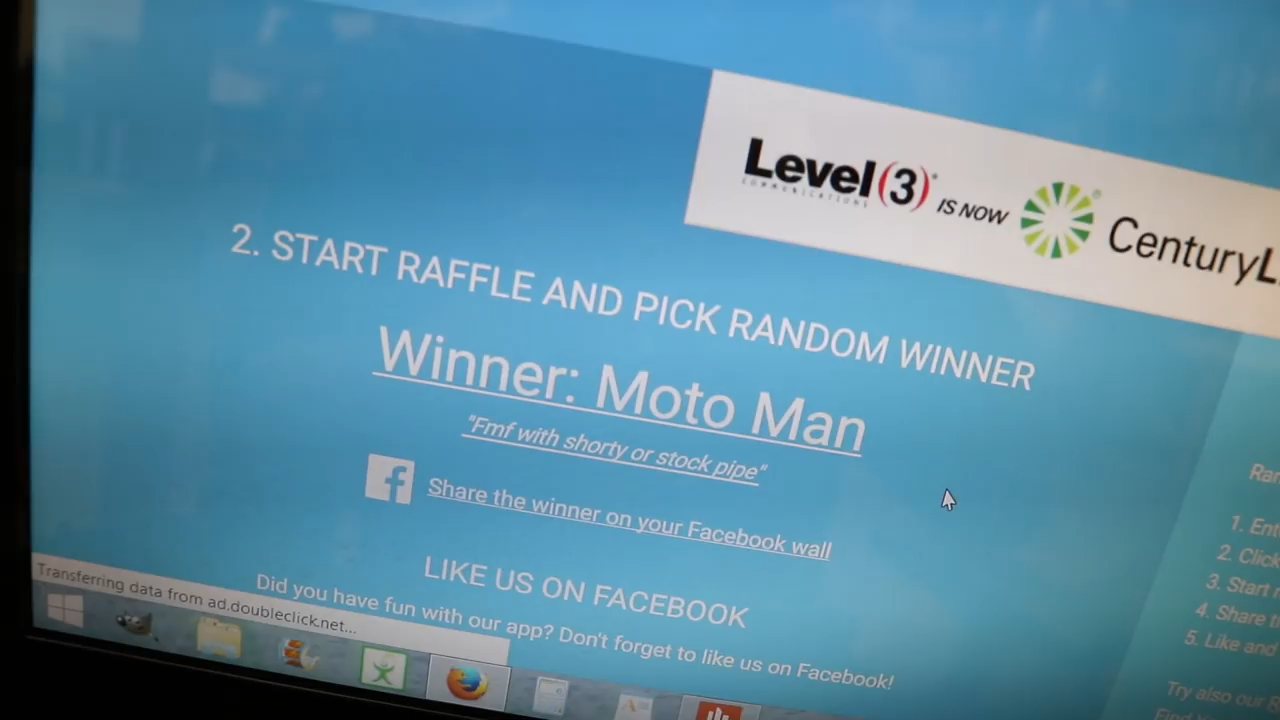 Level(3)
COMMUNICATIONS
IS NOW
CenturyL
2. START RAFFLE AND PICK RANDOM WINNER
Winner: Moto Man
"Fmf with shorty or stock pipe"
Share the winner on your Facebook wall
LIKE US ON FACEBOOK
Did you have fun with our app? Don't forget to like us on Facebook!
Transferring data from ad.doubleclick.net...
1. Ent
2. Click
3. Start
4. Share t
5. Like and
Try also our